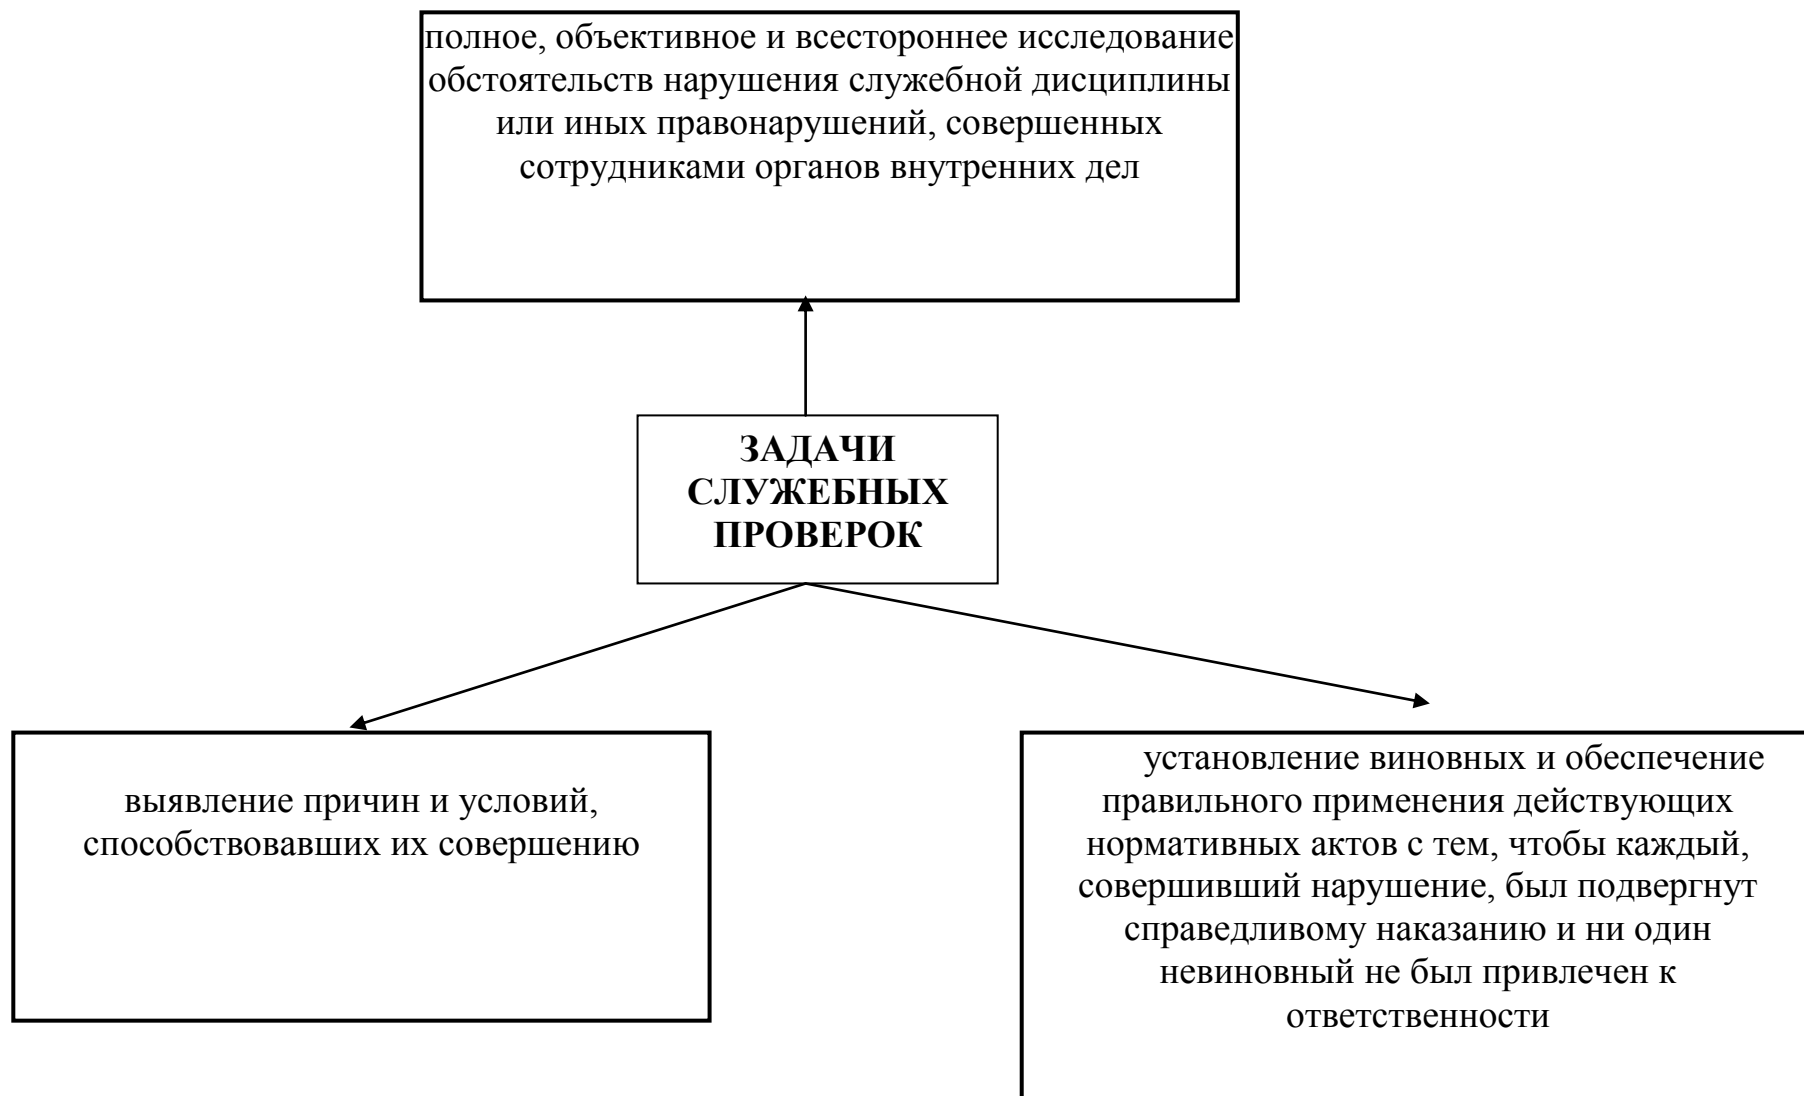 полное, объективное и всестороннее исследование
обстоятельств нарушения служебной дисциплины
или иных правонарушений, совершенных
сотрудниками органов внутренних дел
ЗАДАЧИ
СЛУЖЕБНЫХ
ПРОВЕРОК
выявление причин и условий,
способствовавших их совершению
установление виновных и обеспечение
правильного применения действующих
нормативных актов с тем, чтобы каждый,
совершивший нарушение, был подвергнут
справедливому наказанию и ни один
невиновный не был привлечен к
ответственности